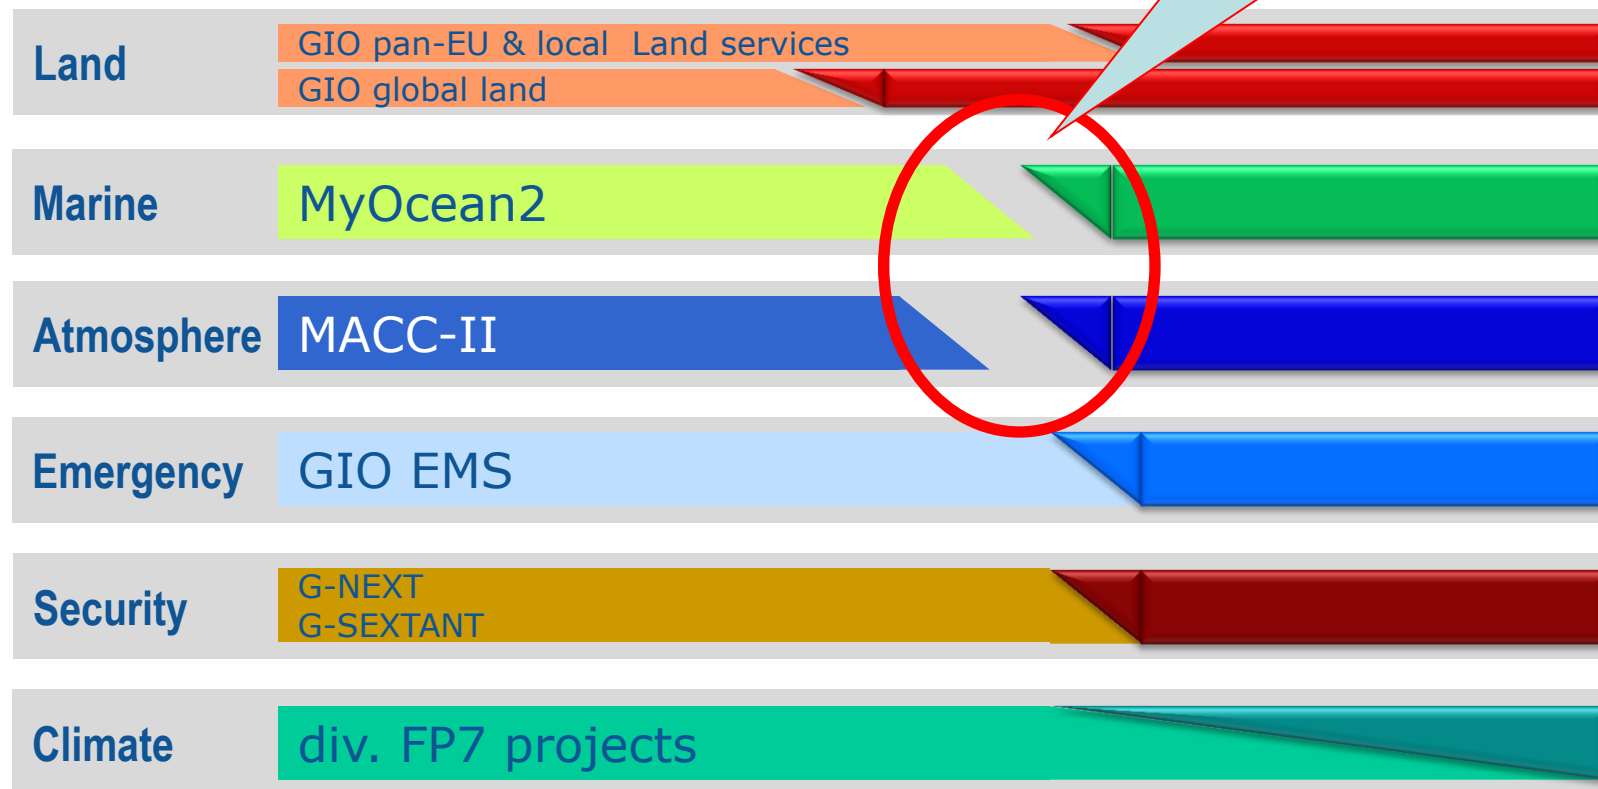 Land
GIO pan-EU & local Land services
GIO global land
Marine
MyOcean2
Atmosphere
MACC-II
Emergency
GIO EMS
Security
G-NEXT
G-SEXTANT
Climate
div. FP7 projects